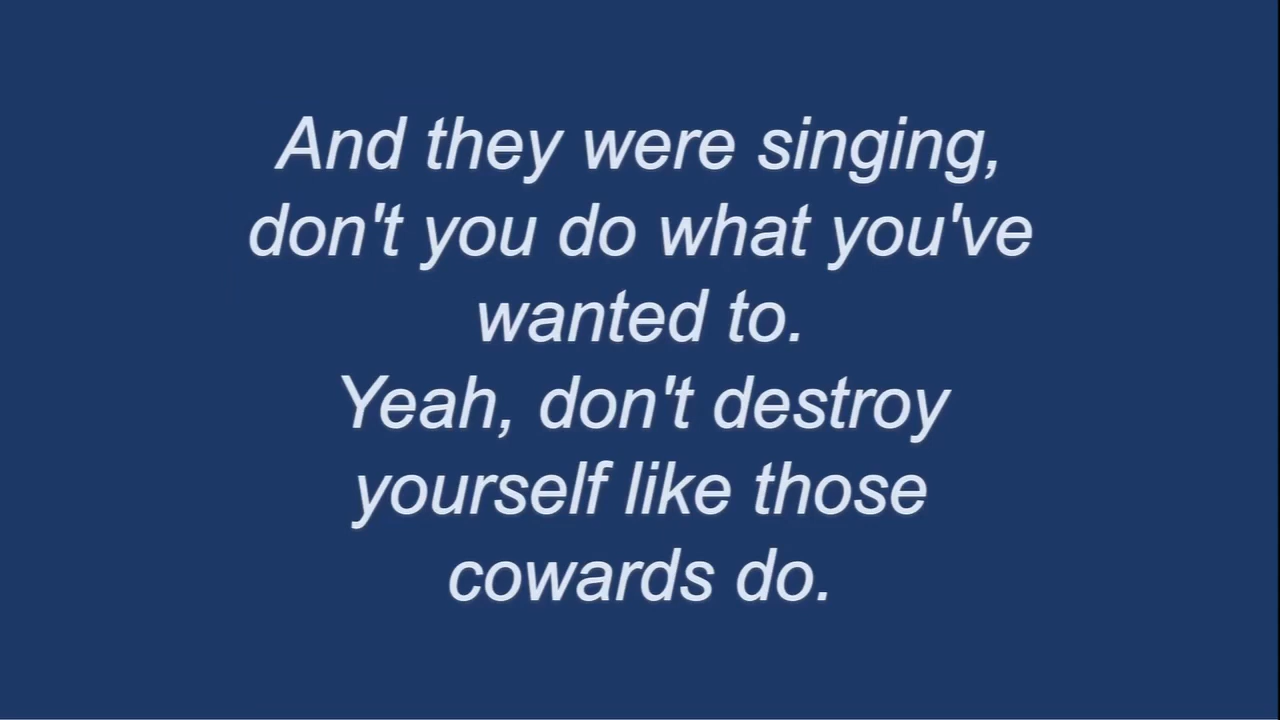 And they were singing,
don't you do what you've
wanted to.
Yeah, don't destroy
yourself like those
cowards do.